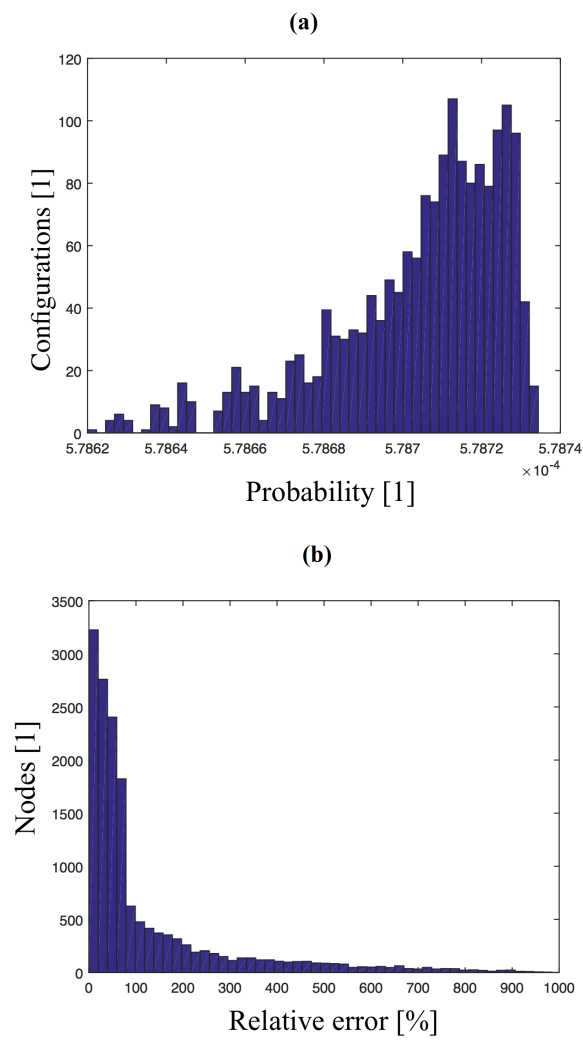 (a)
120
100
80
60
40
20
0
Configurations [1]
5.7862 5.7864 5.7866 5.7868 5.787 5.7872 5.7874
×10⁻⁴
Probability [1]
(b)
3500
3000
2500
2000
1500
1000
500
0
Nodes [1]
0 100 200 300 400 500 600 700 800 900 1000
Relative error [%]